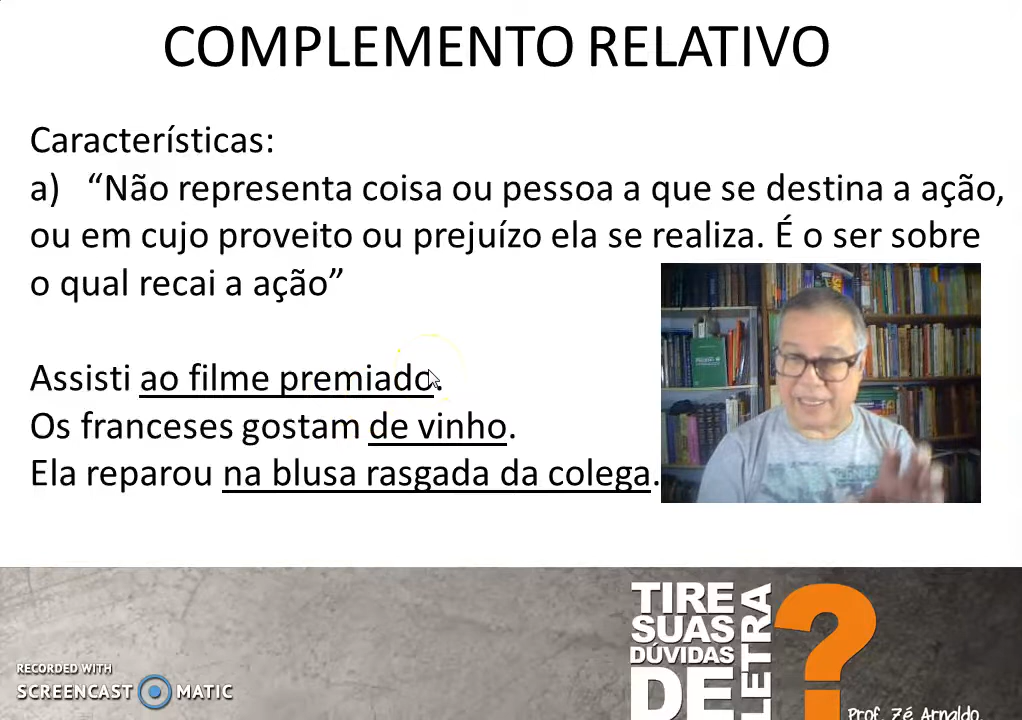 COMPLEMENTO RELATIVO
Características:
a) “Não representa coisa ou pessoa a que se destina a ação,
ou em cujo proveito ou prejuízo ela se realiza. É o ser sobre
o qual recai a ação”
Assisti ao filme premiado.
Os franceses gostam de vinho.
Ela reparou na blusa rasgada da colega.
TIRE
SUAS
DÚVIDAS
DE
LETRA
?
Prof. Zé Arnaldo
RECORDED WITH
SCREENCAST MATIC